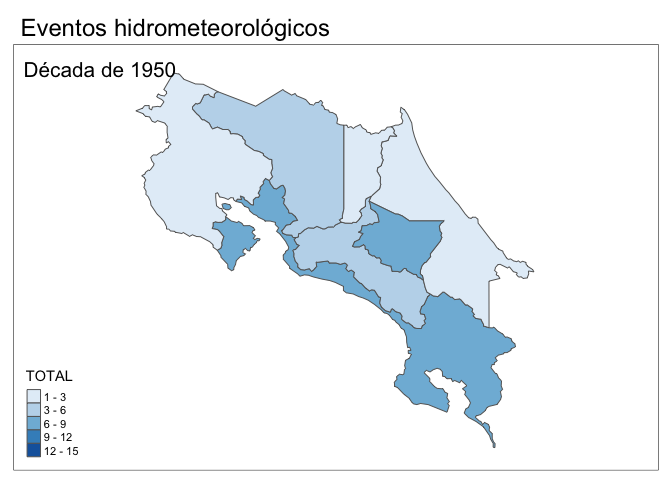 Eventos hidrometeorológicos
Década de 1950
TOTAL
1 - 3
3 - 6
6 - 9
9 - 12
12 - 15